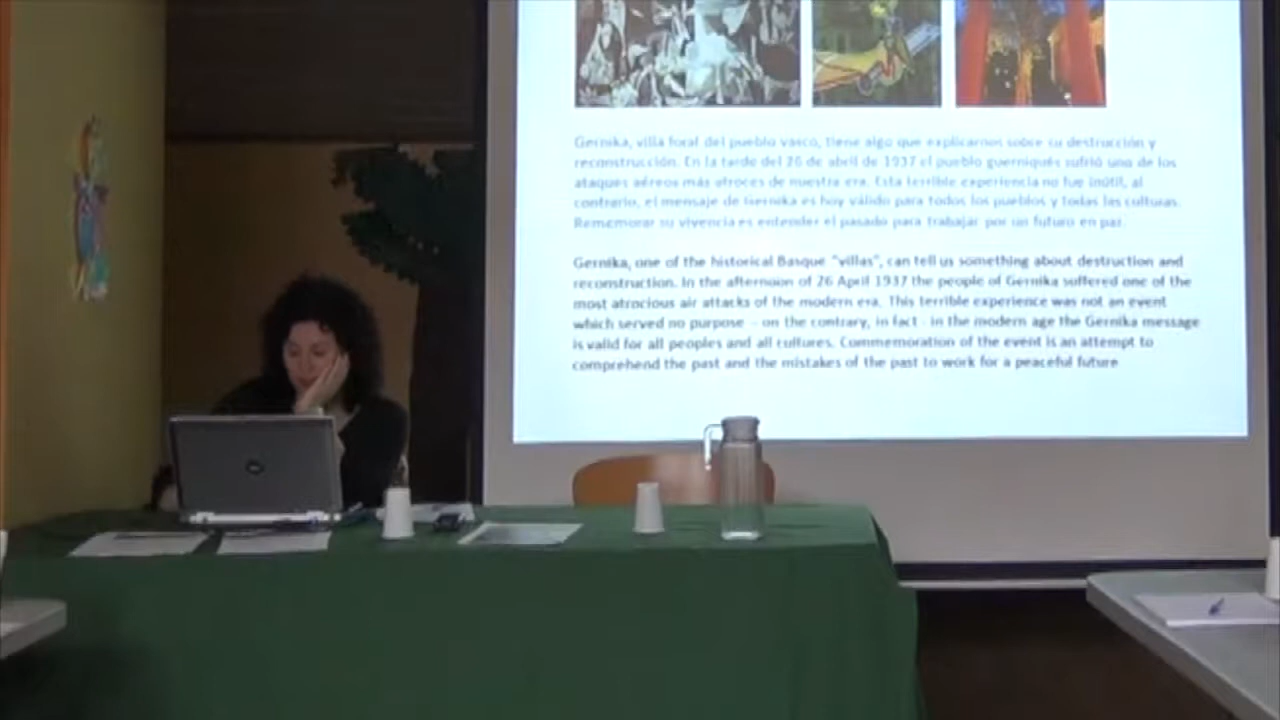 Gernika, villa foral del pueblo vasco, tiene algo que explicarnos sobre su destrucción y
reconstrucción. En la tarde del 26 de abril de 1937 el pueblo guerniqués sufrió uno de los
ataques aéreos más atroces de nuestra era. Esta terrible experiencia no fue inútil, al
contrario, el mensaje de Gernika es hoy válido para todos los pueblos y todas las culturas.
Rememorar su vivencia es entender el pasado para trabajar por un futuro en paz.
Gernika, one of the historical Basque "villas", can tell us something about destruction and
reconstruction. In the afternoon of 26 April 1937 the people of Gernika suffered one of the
most atrocious air attacks of the modern era. This terrible experience was not an event
which served no purpose - on the contrary, in fact - in the modern age the Gernika message
is valid for all peoples and all cultures. Commemoration of the event is an attempt to
comprehend the past and the mistakes of the past to work for a peaceful future